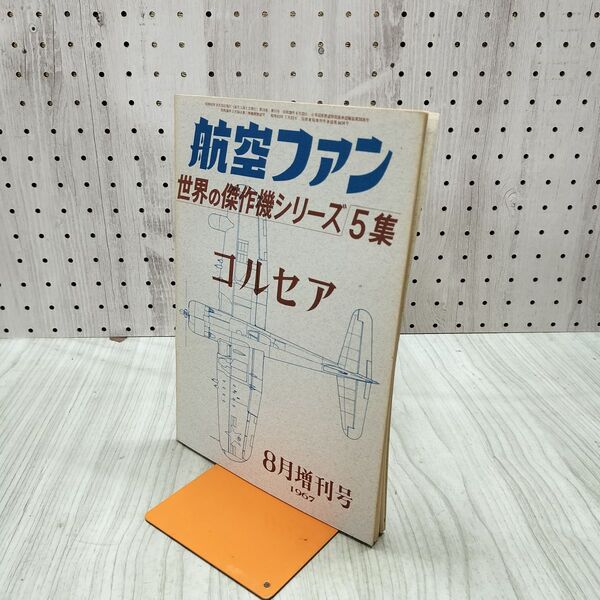 航空ファン
世界の傑作機シリーズ 5集
コルセア
8月増刊号
1967